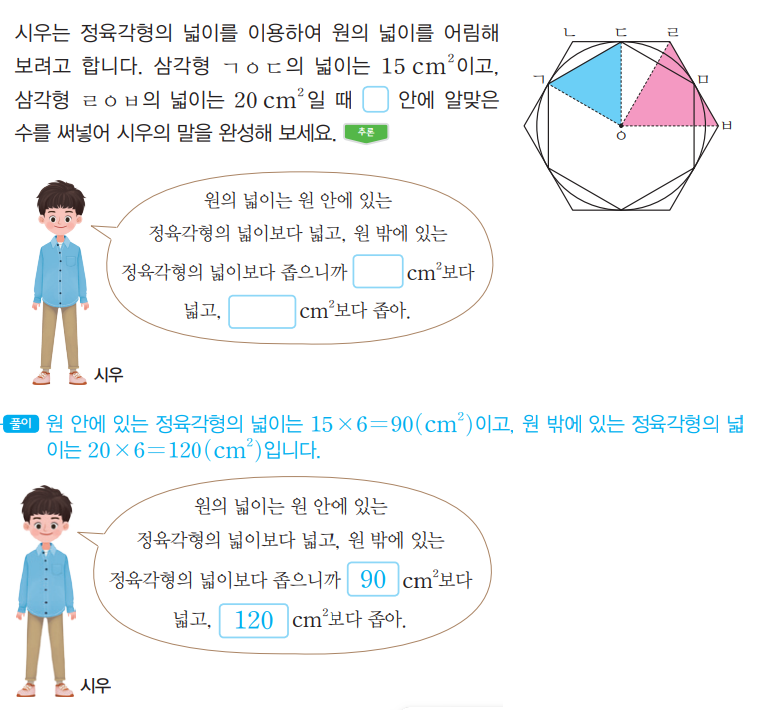 시우는 정육각형의 넓이를 이용하여 원의 넓이를 어림해
보려고 합니다. 삼각형 ㄱㅇㄷ의 넓이는 15 cm²이고,
삼각형 ㄹㅇㅂ의 넓이는 20 cm²일 때 □ 안에 알맞은
수를 써넣어 시우의 말을 완성해 보세요. 추론
ㄴ ㄷ ㄹ
ㄱ ㅁ
ㅇ ㅂ
원의 넓이는 원 안에 있는
정육각형의 넓이보다 넓고, 원 밖에 있는
정육각형의 넓이보다 좁으니까 □ cm²보다
넓고, □ cm²보다 좁아.
시우
풀이 원 안에 있는 정육각형의 넓이는 15×6=90(cm²)이고, 원 밖에 있는 정육각형의 넓
이는 20×6=120(cm²)입니다.
원의 넓이는 원 안에 있는
정육각형의 넓이보다 넓고, 원 밖에 있는
정육각형의 넓이보다 좁으니까 90 cm²보다
넓고, 120 cm²보다 좁아.
시우